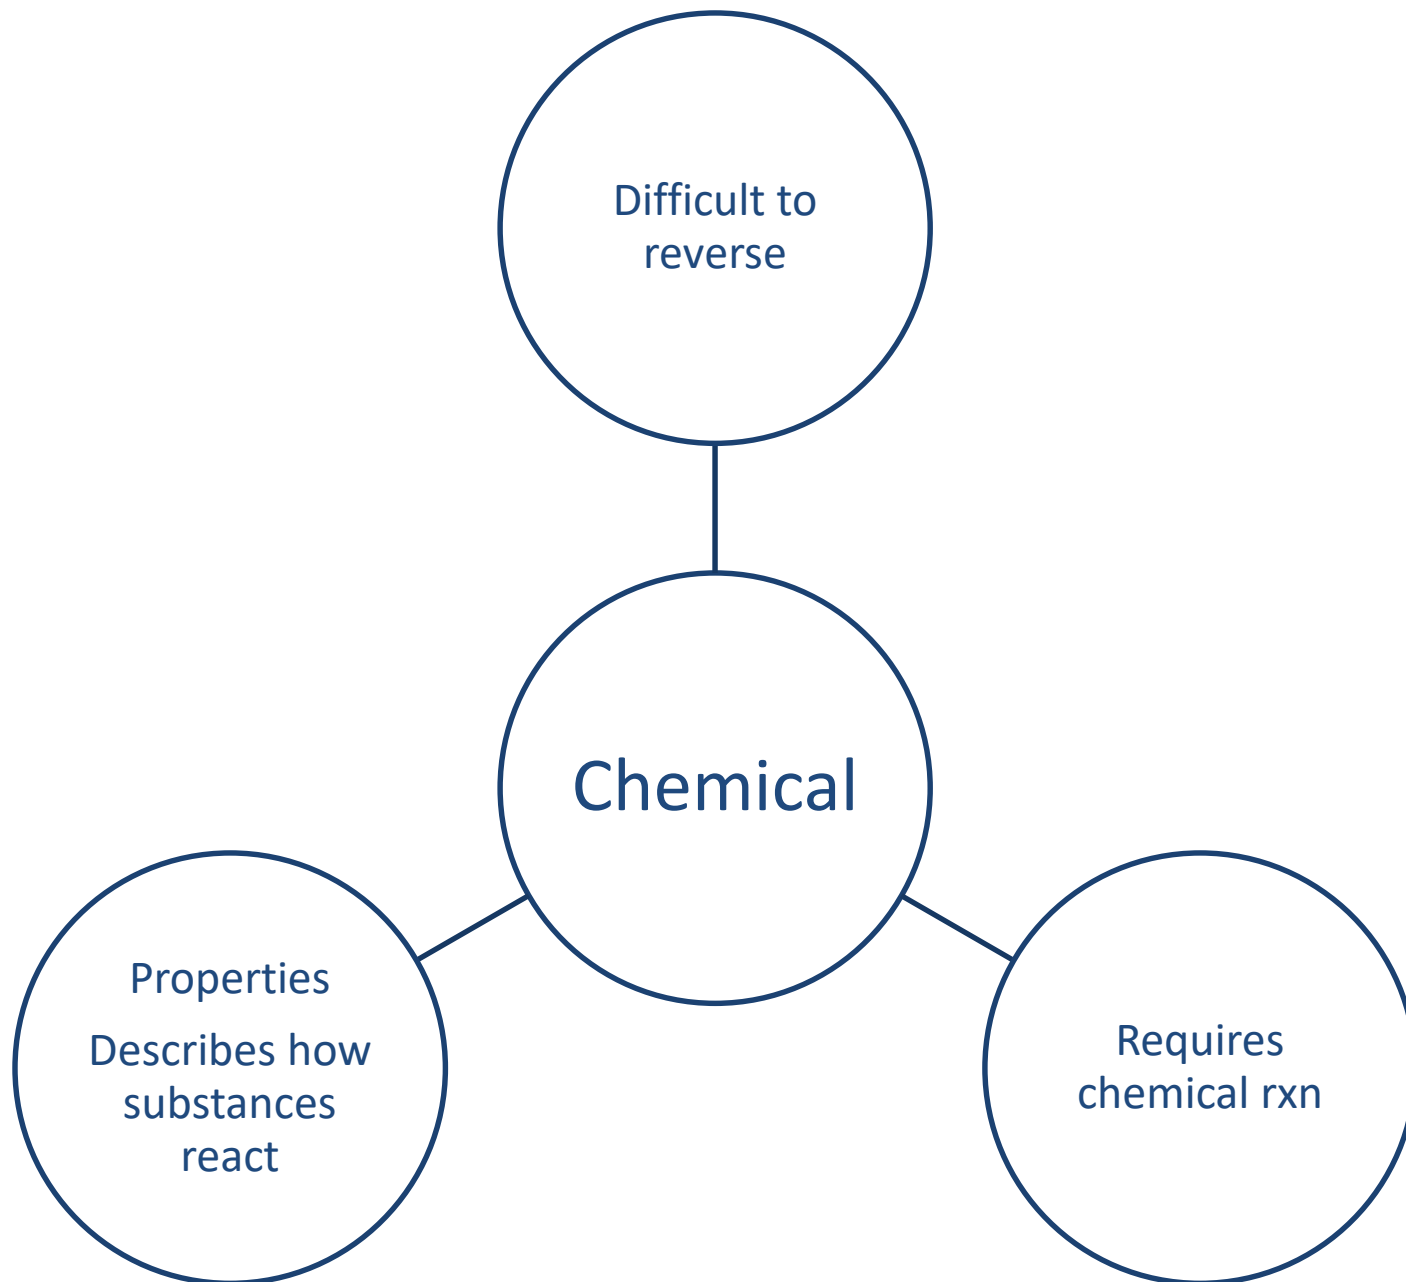 Difficult to
reverse
Chemical
Properties
Describes how
substances
react
Requires
chemical rxn